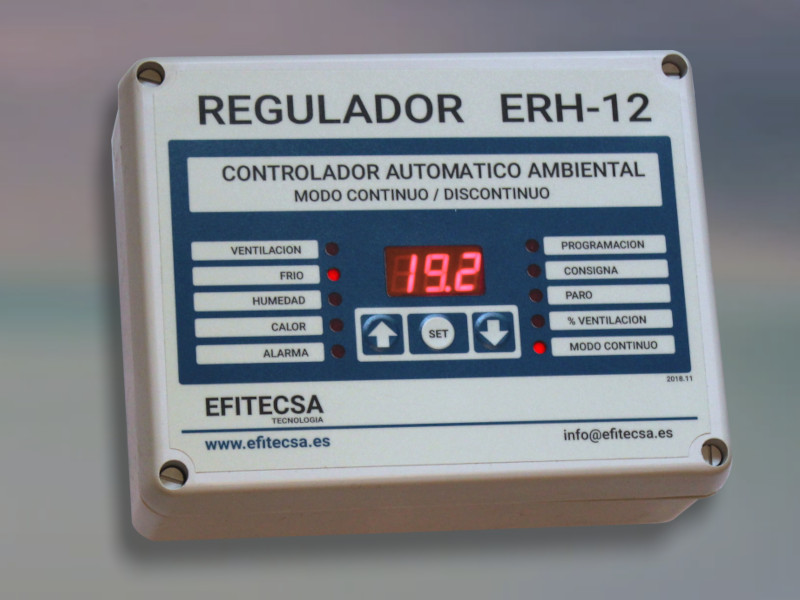 REGULADOR ERH-12
CONTROLADOR AUTOMATICO AMBIENTAL
MODO CONTINUO / DISCONTINUO
VENTILACION
FRIO
HUMEDAD
CALOR
ALARMA
19.2
SET
PROGRAMACION
CONSIGNA
PARO
% VENTILACION
MODO CONTINUO
2018.11
EFITECSA
TECNOLOGIA
www.efitecsa.es
info@efitecsa.es